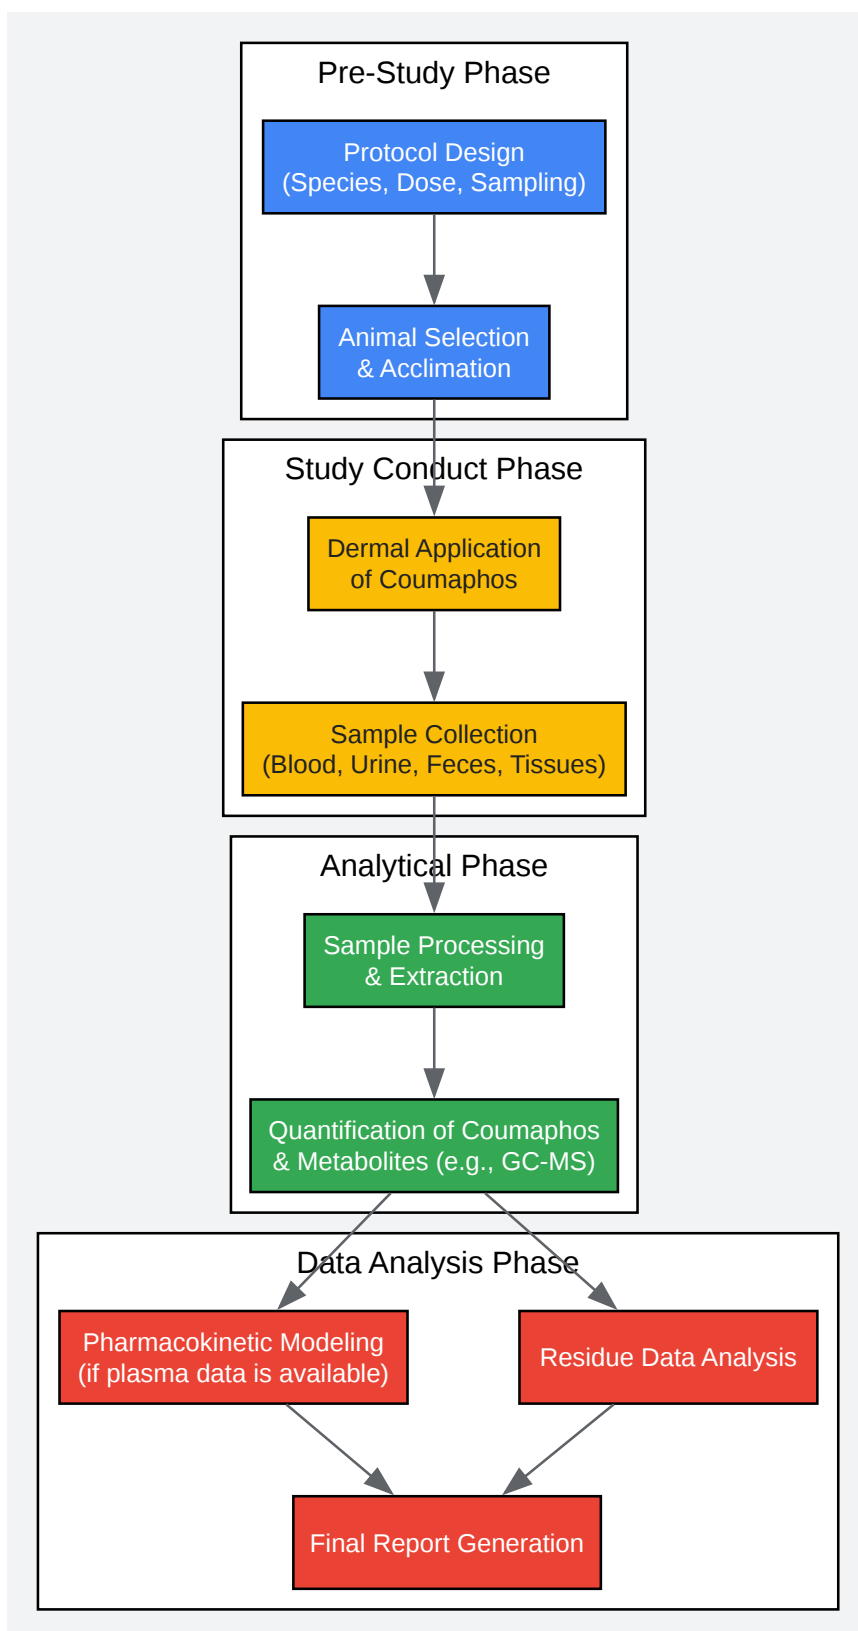 Pre-Study Phase
Protocol Design
(Species, Dose, Sampling)
Animal Selection
& Acclimation
Study Conduct Phase
Dermal Application
of Coumaphos
Sample Collection
(Blood, Urine, Feces, Tissues)
Analytical Phase
Sample Processing
& Extraction
Quantification of Coumaphos
& Metabolites (e.g., GC-MS)
Data Analysis Phase
Pharmacokinetic Modeling
(if plasma data is available)
Residue Data Analysis
Final Report Generation